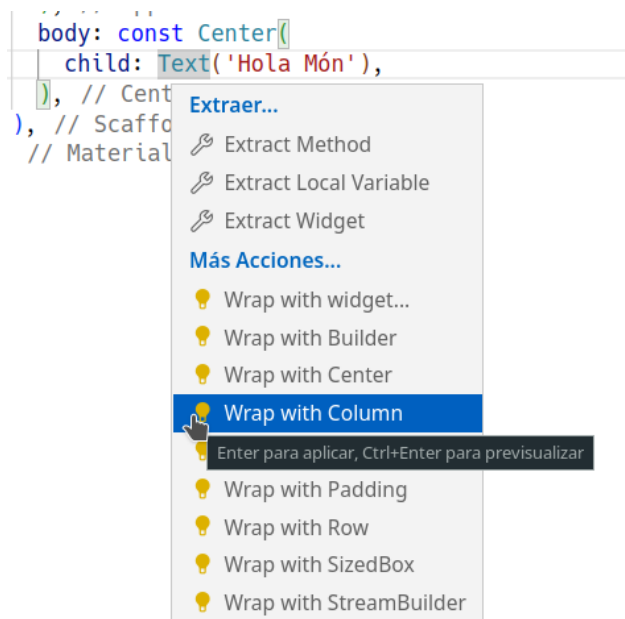 body: const Center(
child: Text('Hola Món'),
), // Cent
), // Scaffo
// Material
Extraer...
Extract Method
Extract Local Variable
Extract Widget
Más Acciones...
Wrap with widget...
Wrap with Builder
Wrap with Center
Wrap with Column
Enter para aplicar, Ctrl+Enter para previsualizar
Wrap with Padding
Wrap with Row
Wrap with SizedBox
Wrap with StreamBuilder